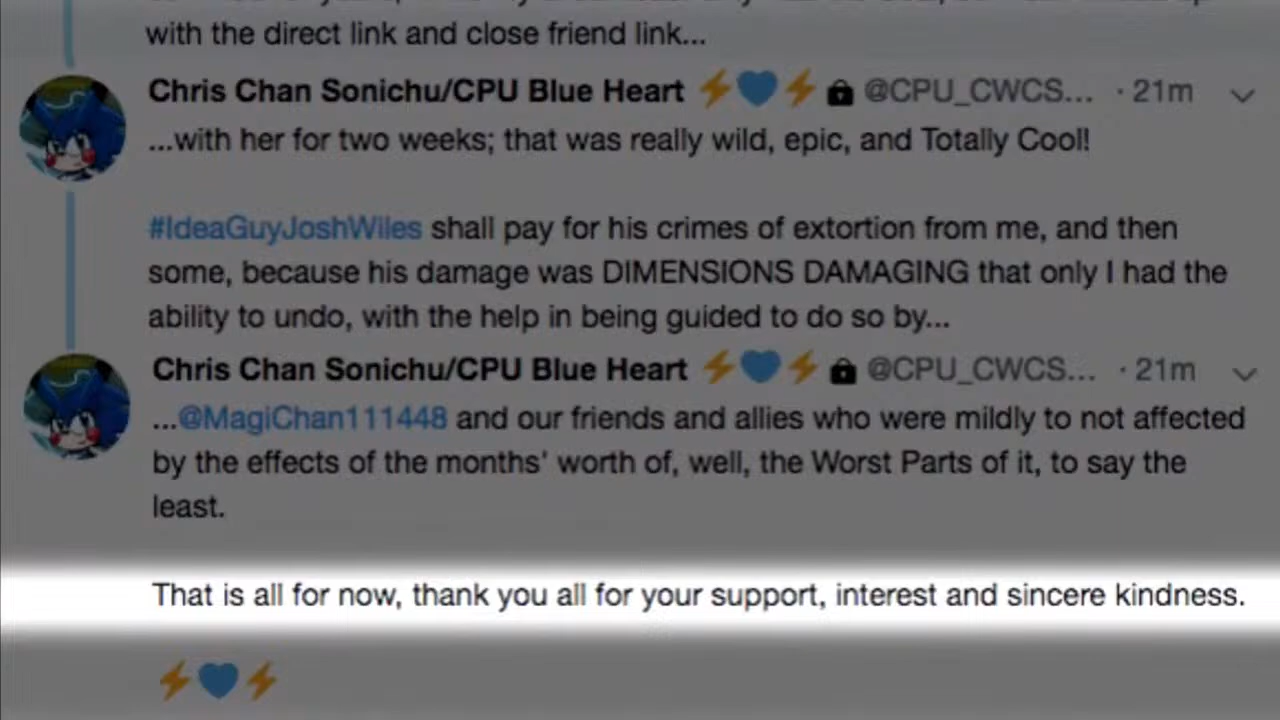 with the direct link and close friend link...
Chris Chan Sonichu/CPU Blue Heart ⚡💙⚡🔒 @CPU_CWCS... · 21m
...with her for two weeks; that was really wild, epic, and Totally Cool!
#IdeaGuyJoshWiles shall pay for his crimes of extortion from me, and then
some, because his damage was DIMENSIONS DAMAGING that only I had the
ability to undo, with the help in being guided to do so by...
Chris Chan Sonichu/CPU Blue Heart ⚡💙⚡🔒 @CPU_CWCS... · 21m
...@MagiChan111448 and our friends and allies who were mildly to not affected
by the effects of the months' worth of, well, the Worst Parts of it, to say the
least.
That is all for now, thank you all for your support, interest and sincere kindness.
⚡💙⚡